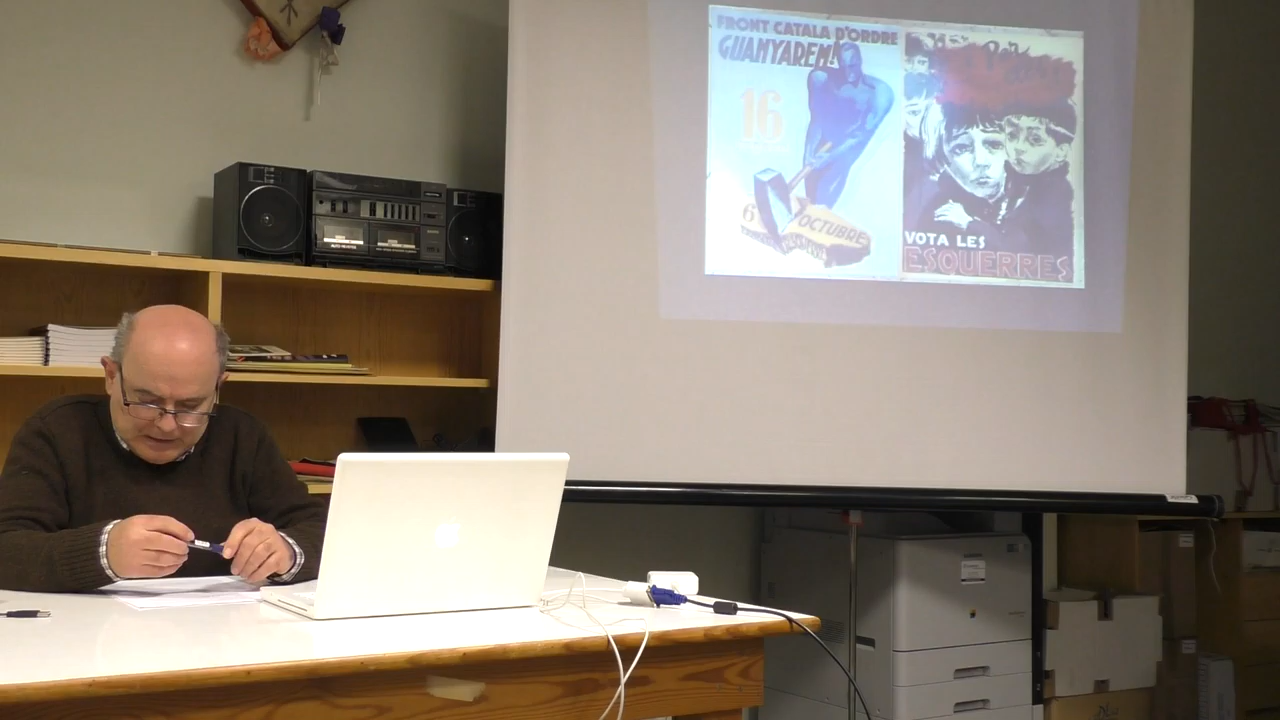 FRONT CATALA D'ORDRE
GUANYAREM!
16
6
OCTUBRE
VOTA LES
ESQUERRES